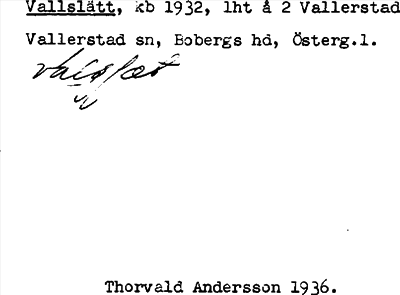 Vallslätt, kb 1932, lht å 2 Vallerstad
Vallerstad sn, Bobergs hd, Österg.l.
Thorvald Andersson 1936.